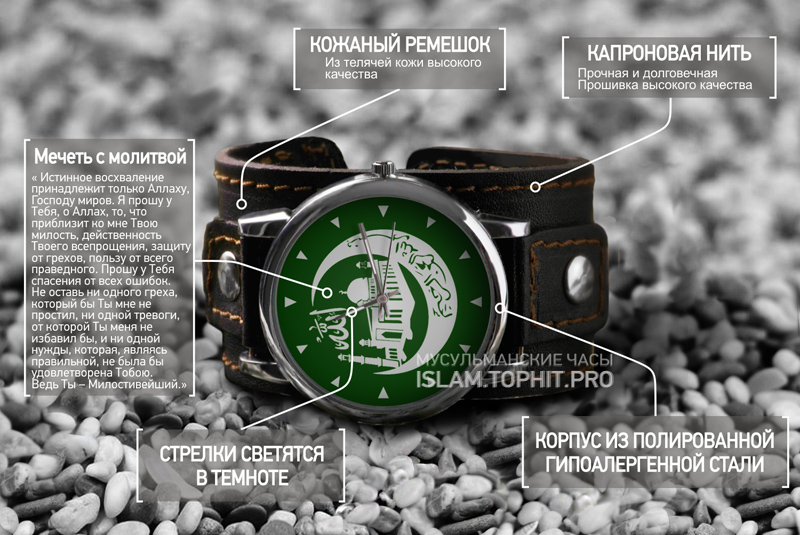 КОЖАНЫЙ РЕМЕШОК
Из телячей кожи высокого
качества
КАПРОНОВАЯ НИТЬ
Прочная и долговечная
Прошивка высокого качества
Мечеть с молитвой
« Истинное восхваление
принадлежит только Аллаху,
Господу миров. Я прошу у
Тебя, о Аллах, то, что
приблизит ко мне Твою
милость, действенность
Твоего всепрощения, защиту
от грехов, пользу от всего
праведного. Прошу у Тебя
спасения от всех ошибок.
Не оставь ни одного греха,
который бы Ты мне не
простил, ни одной тревоги,
от которой Ты меня не
избавил бы, и ни одной
нужды, которая, являясь
правильной, не была бы
удовлетворена Тобою.
Ведь Ты – Милостивейший.»
МУСУЛЬМАНСКИЕ ЧАСЫ
ISLAM.TOPHIT.PRO
СТРЕЛКИ СВЕТЯТСЯ
В ТЕМНОТЕ
КОРПУС ИЗ ПОЛИРОВАННОЙ
ГИПОАЛЕРГЕННОЙ СТАЛИ